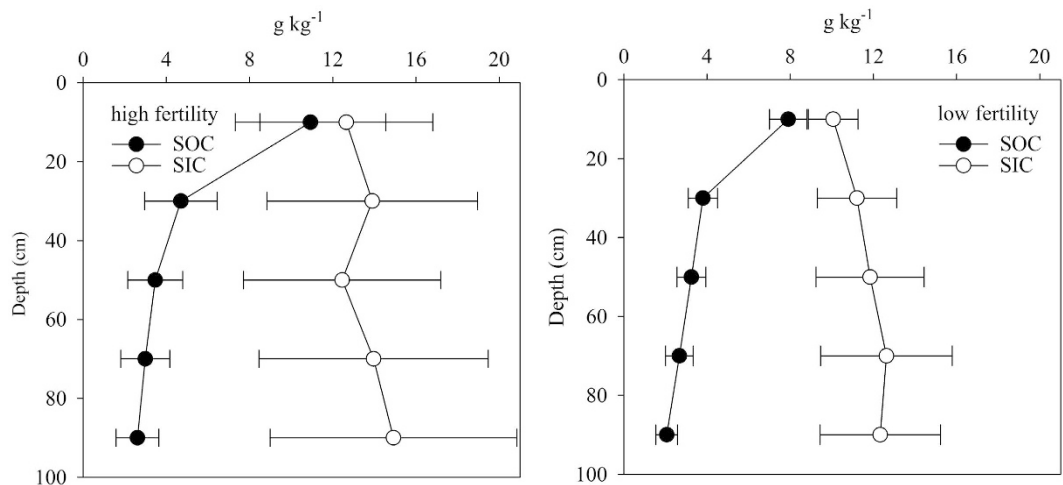 g kg-1
0 4 8 12 16 20
0
high fertility
SOC
SIC
20
40
Depth (cm)
60
80
100
g kg-1
0 4 8 12 16 20
0
low fertility
SOC
SIC
20
40
Depth (cm)
60
80
100